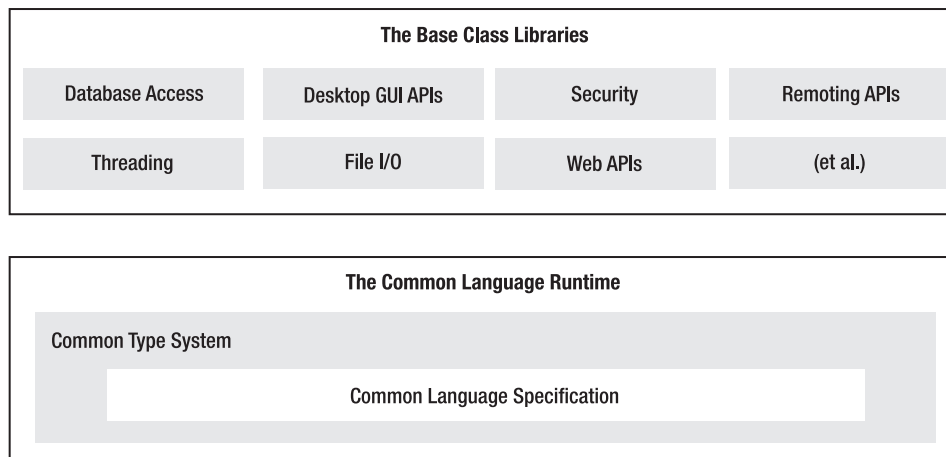 The Base Class Libraries
Database Access
Desktop GUI APIs
Security
Remoting APIs
Threading
File I/O
Web APIs
(et al.)
The Common Language Runtime
Common Type System
Common Language Specification